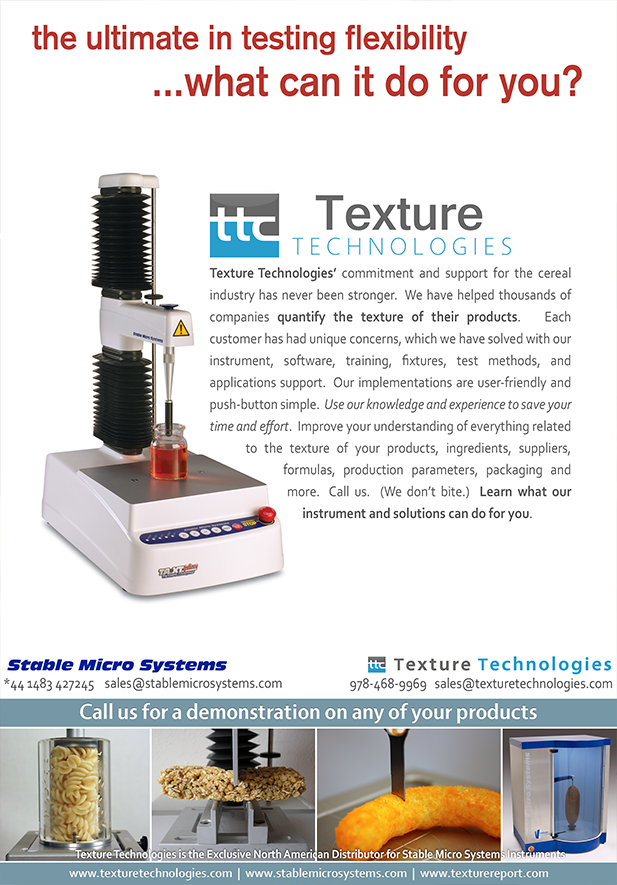 the ultimate in testing flexibility
...what can it do for you?
ttc Texture
TECHNOLOGIES
Texture Technologies' commitment and support for the cereal
industry has never been stronger. We have helped thousands of
companies quantify the texture of their products. Each
customer has had unique concerns, which we have solved with our
instrument, software, training, fixtures, test methods, and
applications support. Our implementations are user-friendly and
push-button simple. Use our knowledge and experience to save your
time and effort. Improve your understanding of everything related
to the texture of your products, ingredients, suppliers,
formulas, production parameters, packaging and
more. Call us. (We don't bite.) Learn what our
instrument and solutions can do for you.
Stable Micro Systems
STOP
TA.XTplus
Stable Micro Systems
*44 1483 427245 sales@stablemicrosystems.com
ttc Texture Technologies
978-468-9969 sales@texturetechnologies.com
Call us for a demonstration on any of your products
Texture Technologies is the Exclusive North American Distributor for Stable Micro Systems Instruments
www.texturetechnologies.com | www.stablemicrosystems.com | www.texturereport.com